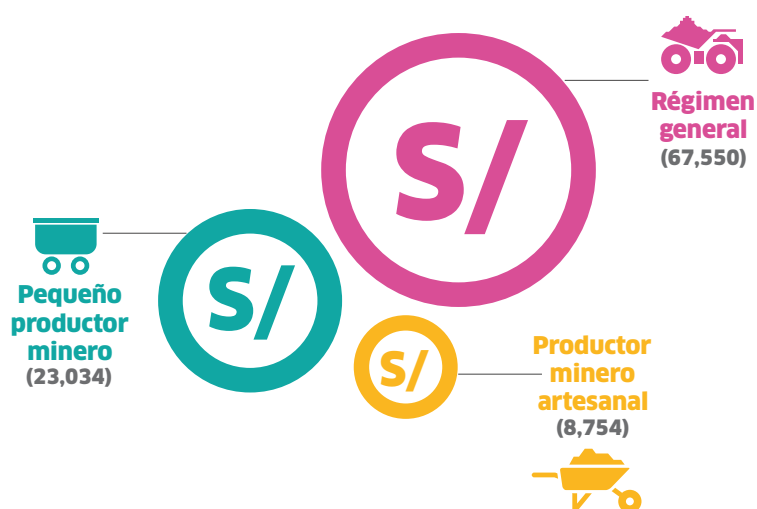 S/
Régimen
general
(67,550)
S/
Pequeño
productor
minero
(23,034)
S/
Productor
minero
artesanal
(8,754)